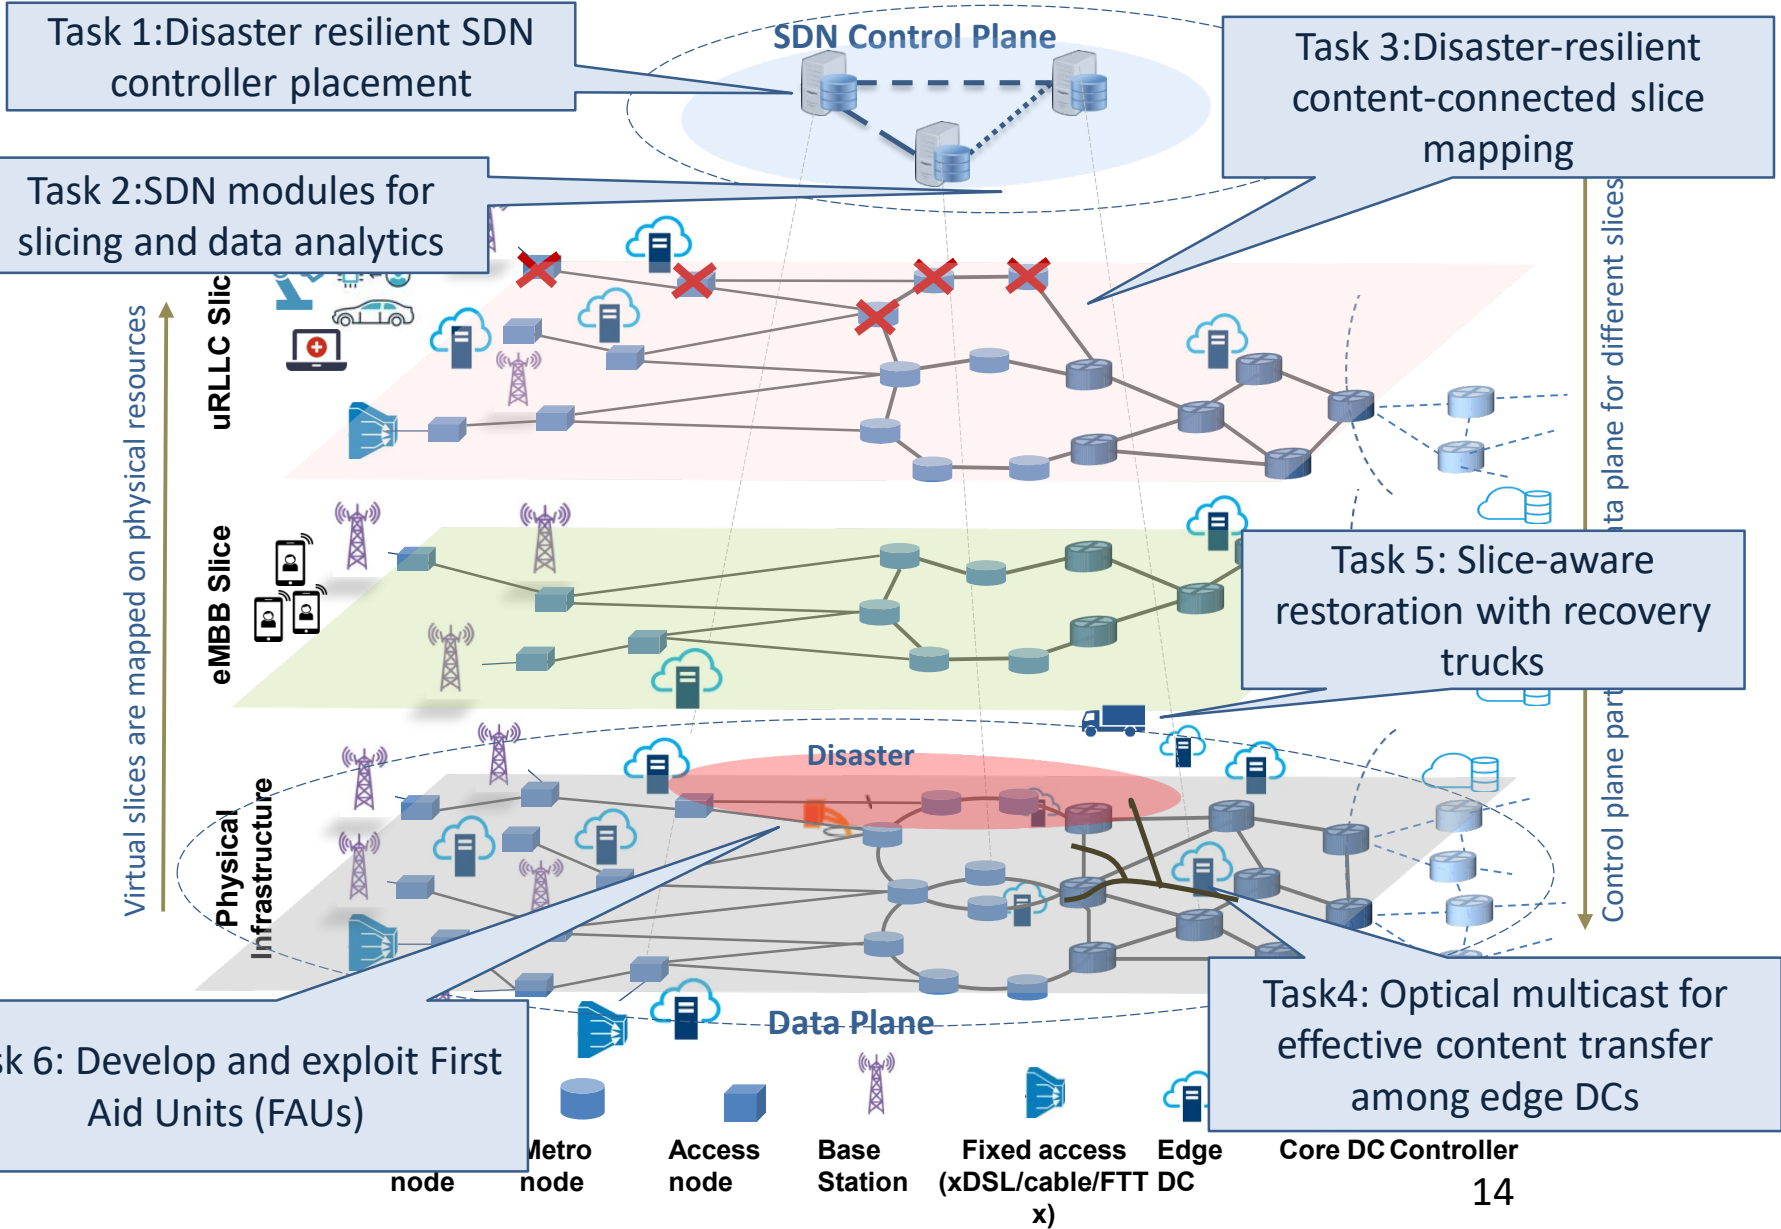 Task 1:Disaster resilient SDN
controller placement
SDN Control Plane
Task 3:Disaster-resilient
content-connected slice
mapping
Task 2:SDN modules for
slicing and data analytics
uRLLC Slic
Virtual slices are mapped on physical resources
eMBB Slice
Control plane part
ata plane for different slices
Task 5: Slice-aware
restoration with recovery
trucks
Disaster
Physical
Infrastructure
Data Plane
Task4: Optical multicast for
effective content transfer
among edge DCs
sk 6: Develop and exploit First
Aid Units (FAUs)
node
Metro
node
Access
node
Base
Station
Fixed access
(xDSL/cable/FTT
x)
Edge
DC
Core DC
Controller
14